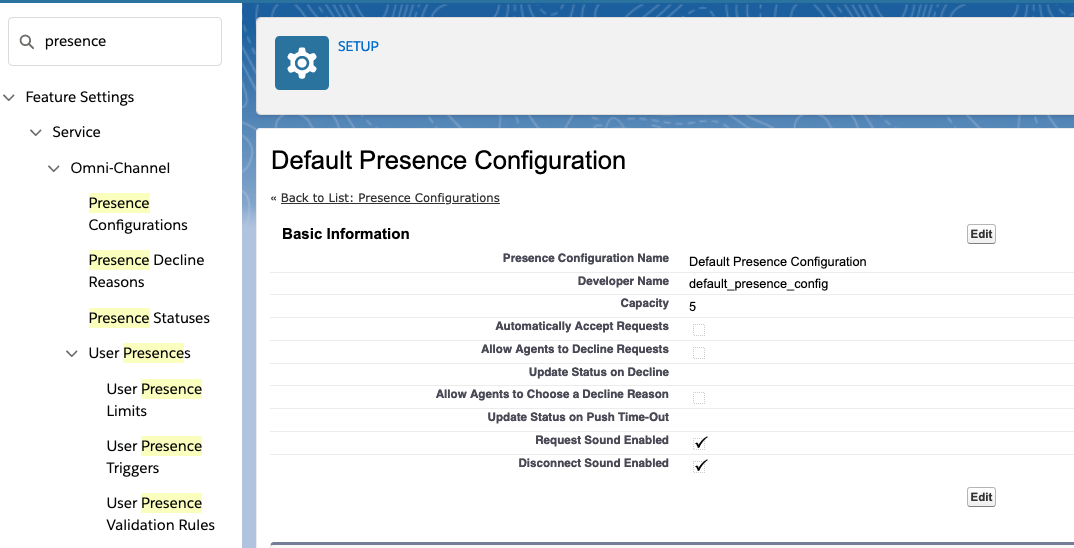 presence
Feature Settings
Service
Omni-Channel
Presence
Configurations
Presence Decline
Reasons
Presence Statuses
User Presences
User Presence
Limits
User Presence
Triggers
User Presence
Validation Rules
SETUP
Default Presence Configuration
« Back to List: Presence Configurations
Basic Information Edit
Presence Configuration Name Default Presence Configuration
Developer Name default_presence_config
Capacity 5
Automatically Accept Requests
Allow Agents to Decline Requests
Update Status on Decline
Allow Agents to Choose a Decline Reason
Update Status on Push Time-Out
Request Sound Enabled ✓
Disconnect Sound Enabled ✓
Edit